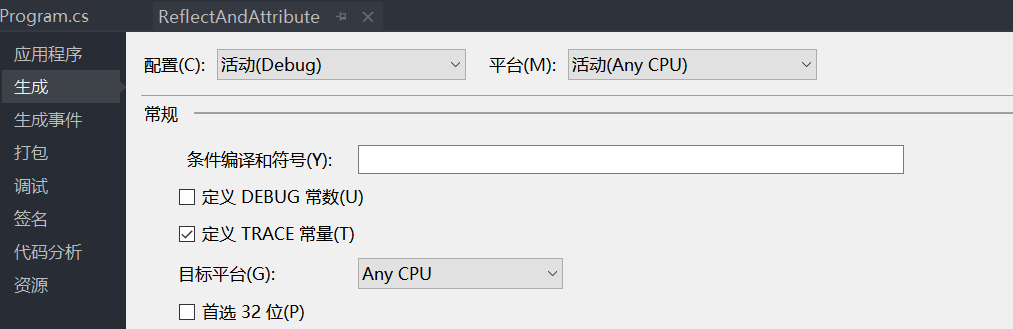 Program.cs ReflectAndAttribute
应用程序
生成
生成事件
打包
调试
签名
代码分析
资源
配置(C): 活动(Debug) 平台(M): 活动(Any CPU)
常规
条件编译和符号(Y):
定义 DEBUG 常数(U)
定义 TRACE 常量(T)
目标平台(G): Any CPU
首选 32 位(P)